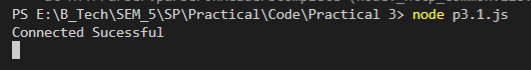 PS E:\B_Tech\SEM_5\SP\Practical\Code\Practical 3> node p3.1.js
Connected Sucessful